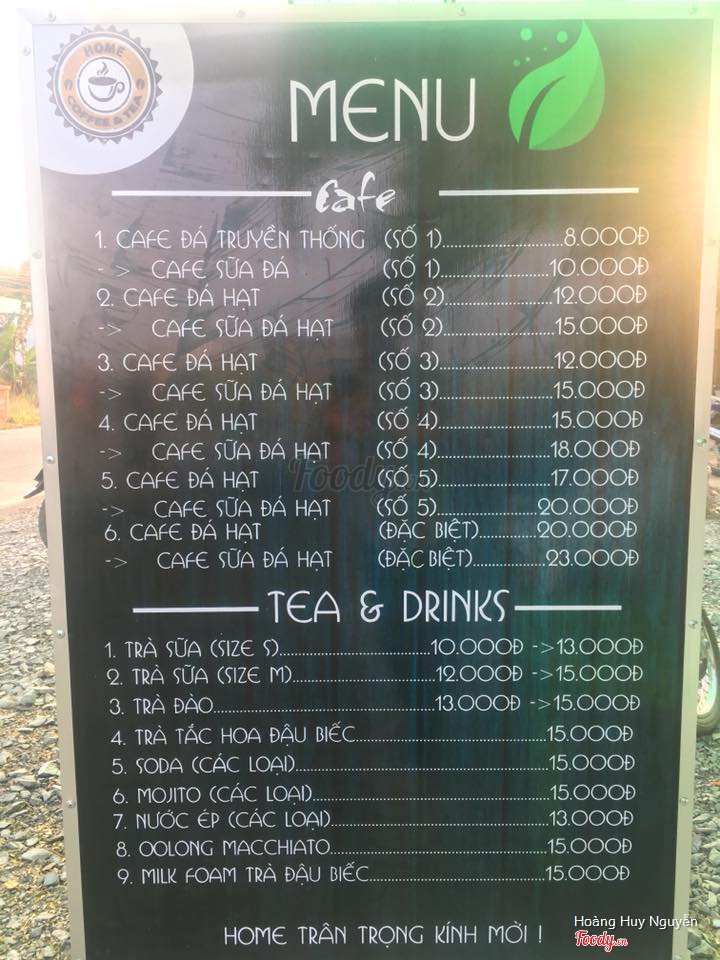 HOME
COFFEE & TEA
MENU
Cafe
1. CAFE ĐÁ TRUYỀN THỐNG (SỐ 1)..............................8.000Đ
-> CAFE SỮA ĐÁ (SỐ 1)...........................10.000Đ
2. CAFE ĐÁ HẠT (SỐ 2)..........................12.000Đ
-> CAFE SỮA ĐÁ HẠT (SỐ 2)..........................15.000Đ
3. CAFE ĐÁ HẠT (SỐ 3)...........................12.000Đ
-> CAFE SỮA ĐÁ HẠT (SỐ 3)...........................15.000Đ
4. CAFE ĐÁ HẠT (SỐ 4)...........................15.000Đ
-> CAFE SỮA ĐÁ HẠT (SỐ 4)...........................18.000Đ
5. CAFE ĐÁ HẠT (SỐ 5)...........................17.000Đ
-> CAFE SỮA ĐÁ HẠT (SỐ 5).........................20.000Đ
6. CAFE ĐÁ HẠT (ĐẶC BIỆT)..............20.000Đ
-> CAFE SỮA ĐÁ HẠT (ĐẶC BIỆT)..................23.000Đ
TEA & DRINKS
1. TRÀ SỮA (SIZE S).....................................10.000Đ ->13.000Đ
2. TRÀ SỮA (SIZE M)...................................12.000Đ ->15.000Đ
3. TRÀ ĐÀO.......................................................13.000Đ ->15.000Đ
4. TRÀ TẮC HOA ĐẬU BIẾC...............................................15.000Đ
5. SODA (CÁC LOẠI)..............................................................15.000Đ
6. MOJITO (CÁC LOẠI)..........................................................15.000Đ
7. NƯỚC ÉP (CÁC LOẠI)......................................................13.000Đ
8. OOLONG MACCHIATO......................................................15.000Đ
9. MILK FOAM TRÀ ĐẬU BIẾC...........................................15.000Đ
HOME TRÂN TRỌNG KÍNH MỜI !
Foody.vn
Hoàng Huy Nguyễn
Foody.vn